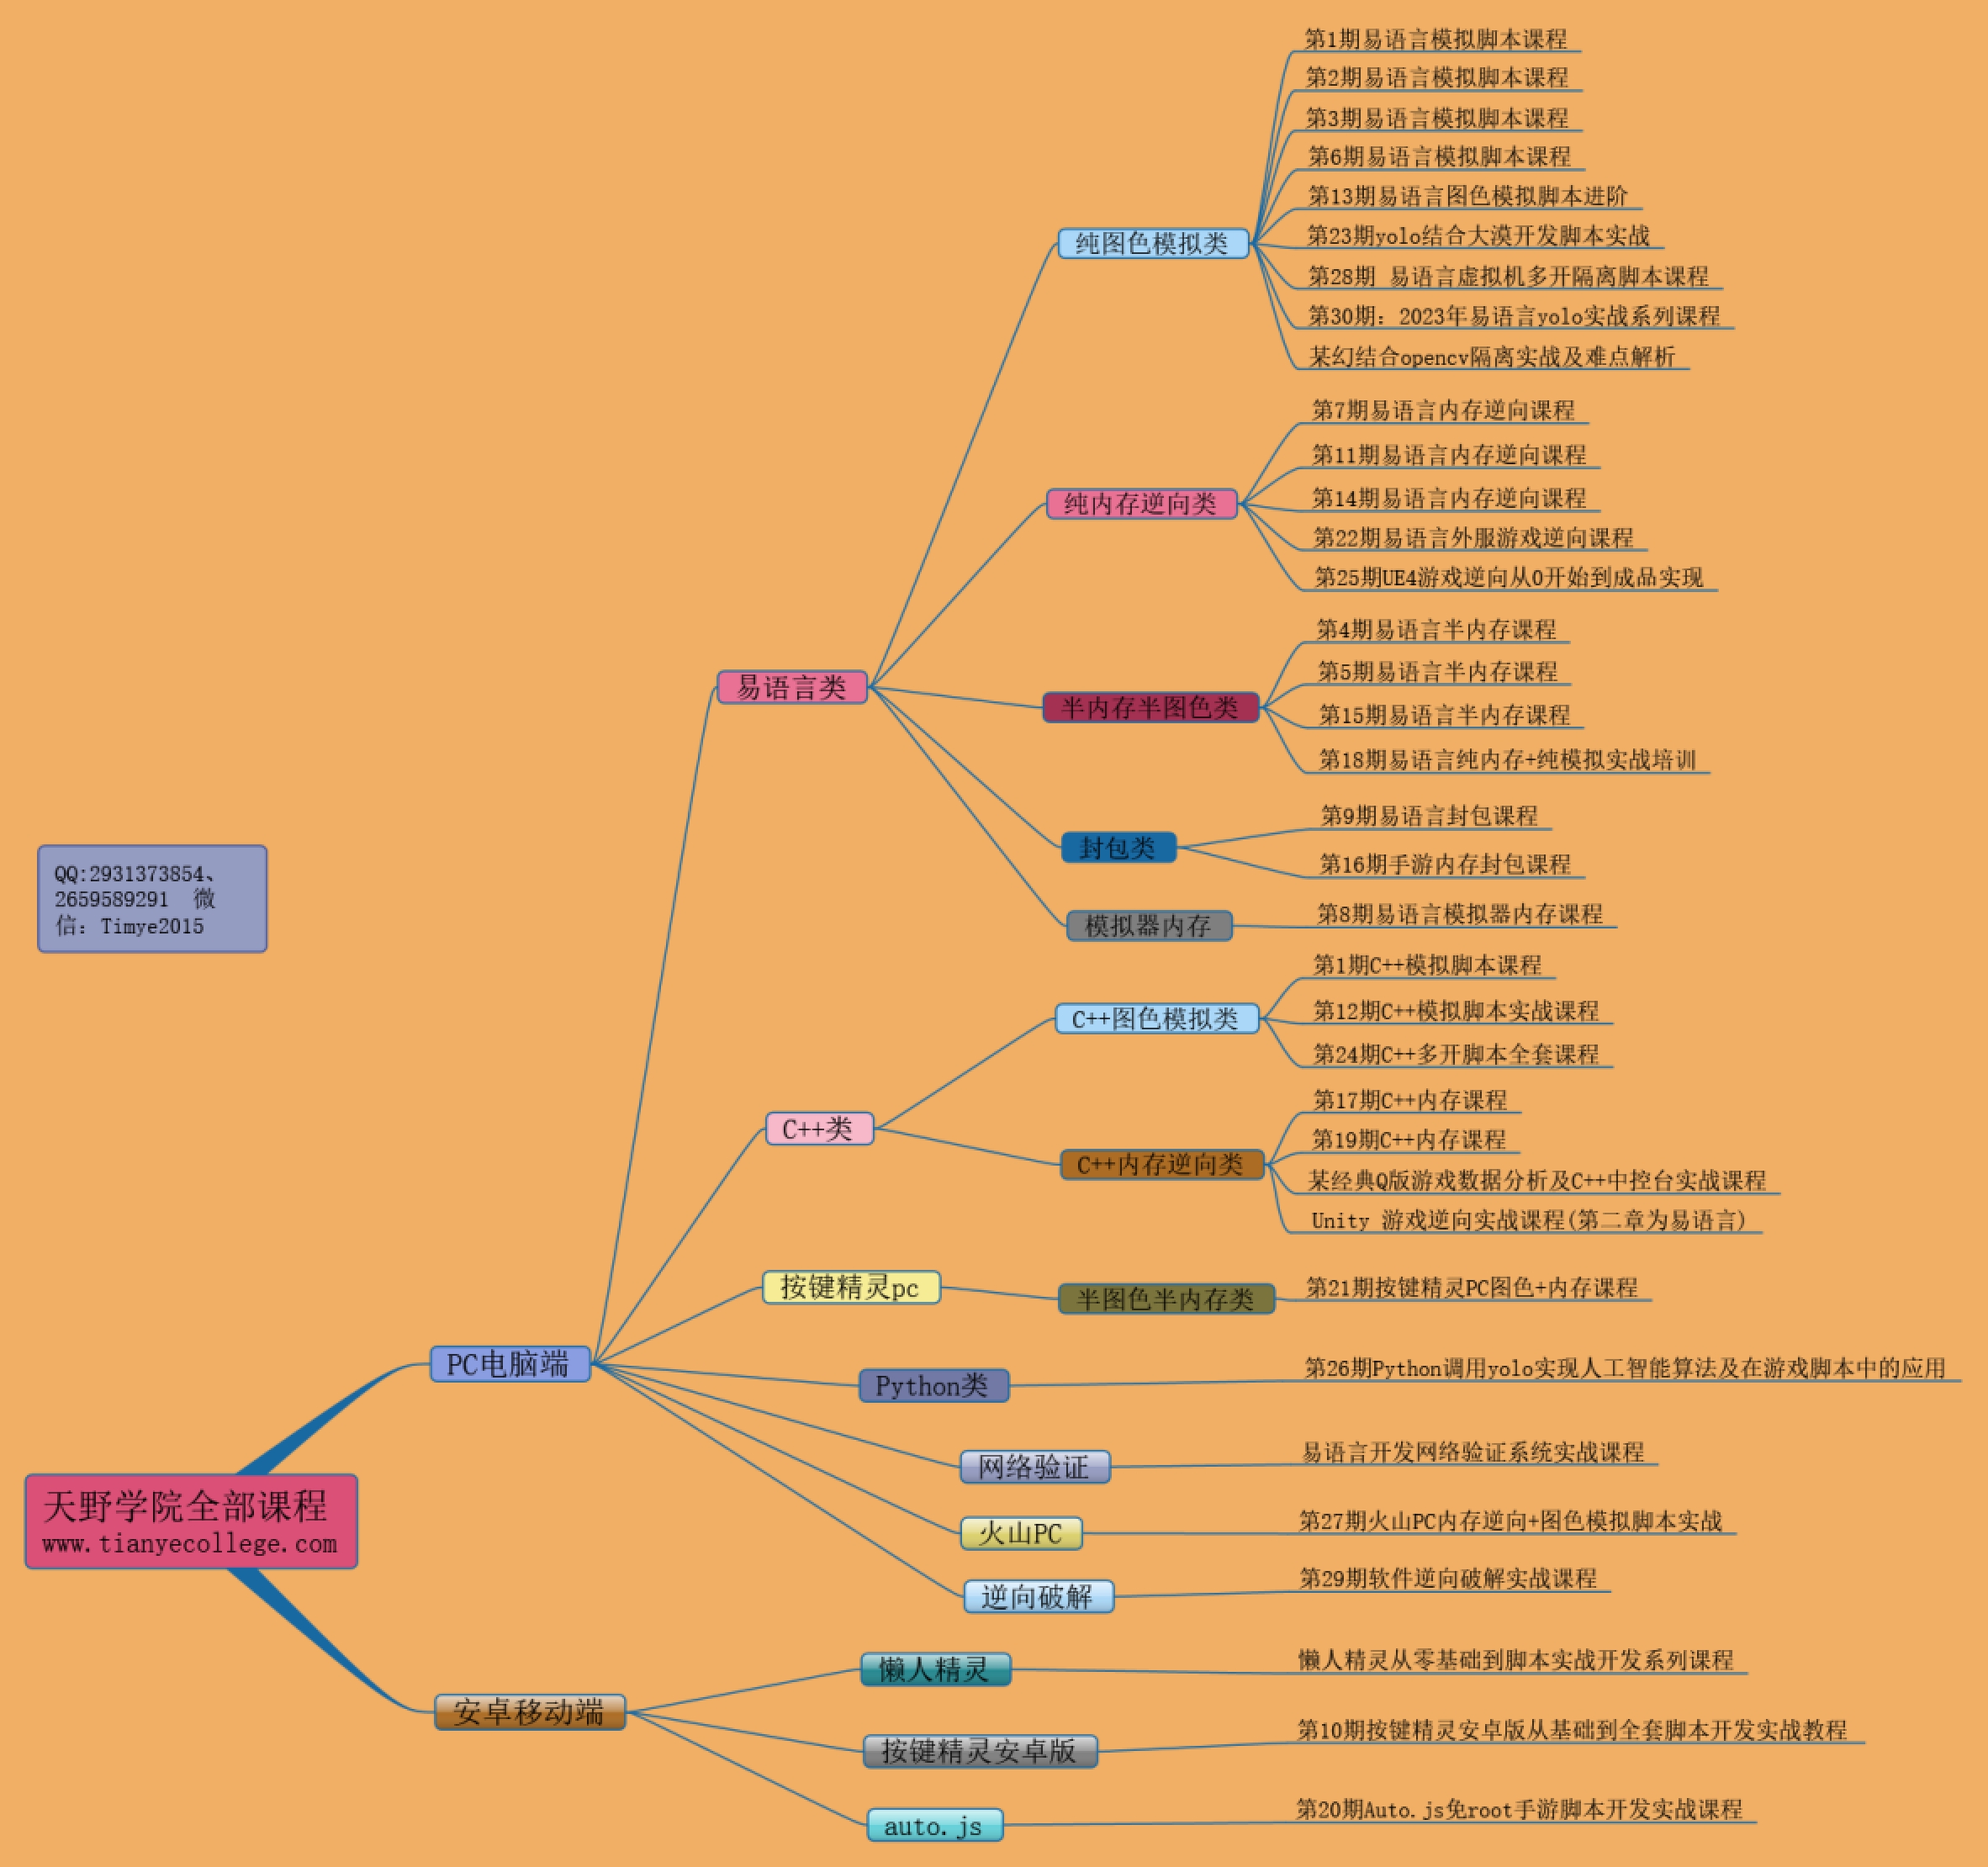 第1期易语言模拟脚本课程
第2期易语言模拟脚本课程
第3期易语言模拟脚本课程
第6期易语言模拟脚本课程
第13期易语言图色模拟脚本进阶
纯图色模拟类
第23期yolo结合大漠开发脚本实战
第28期 易语言虚拟机多开隔离脚本课程
第30期：2023年易语言yolo实战系列课程
某幻结合opencv隔离实战及难点解析
第7期易语言内存逆向课程
第11期易语言内存逆向课程
纯内存逆向类
第14期易语言内存逆向课程
第22期易语言外服游戏逆向课程
第25期UE4游戏逆向从0开始到成品实现
易语言类
第4期易语言半内存课程
第5期易语言半内存课程
半内存半图色类
第15期易语言半内存课程
第18期易语言纯内存+纯模拟实战培训
封包类
第9期易语言封包课程
第16期手游内存封包课程
QQ:2931373854、
2659589291  微
信：Timye2015
模拟器内存
第8期易语言模拟器内存课程
第1期C++模拟脚本课程
C++图色模拟类
第12期C++模拟脚本实战课程
第24期C++多开脚本全套课程
C++类
第17期C++内存课程
第19期C++内存课程
C++内存逆向类
某经典Q版游戏数据分析及C++中控台实战课程
Unity 游戏逆向实战课程(第二章为易语言)
按键精灵pc
半图色半内存类
第21期按键精灵PC图色+内存课程
PC电脑端
Python类
第26期Python调用yolo实现人工智能算法及在游戏脚本中的应用
网络验证
易语言开发网络验证系统实战课程
天野学院全部课程
www.tianyecollege.com
火山PC
第27期火山PC内存逆向+图色模拟脚本实战
逆向破解
第29期软件逆向破解实战课程
安卓移动端
懒人精灵
懒人精灵从零基础到脚本实战开发系列课程
按键精灵安卓版
第10期按键精灵安卓版从基础到全套脚本开发实战教程
auto.js
第20期Auto.js免root手游脚本开发实战课程